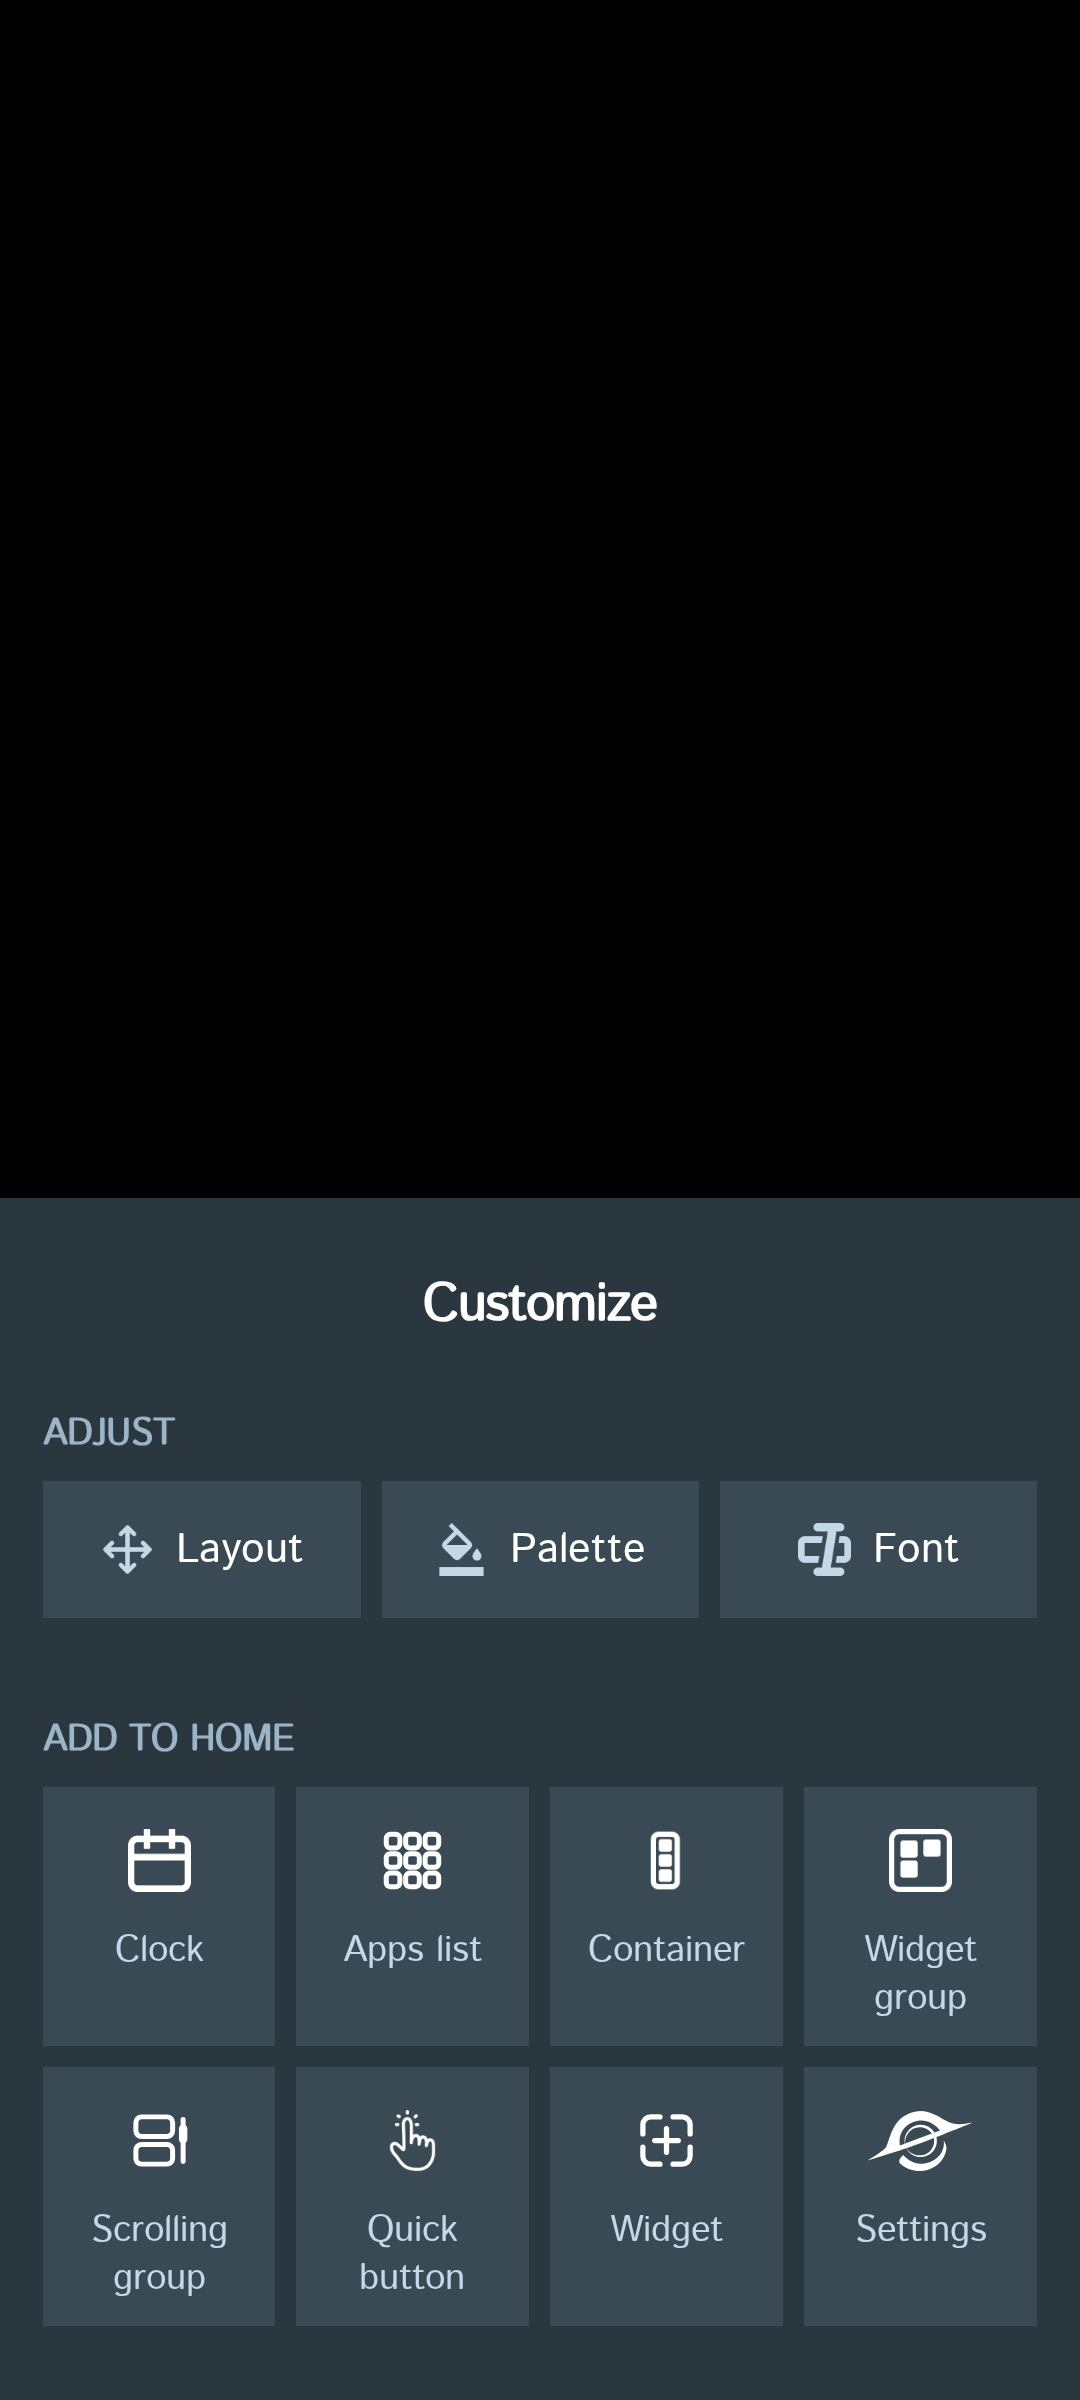 Customize
ADJUST
Layout
Palette
Font
ADD TO HOME
Clock
Apps list
Container
Widget
group
Scrolling
group
Quick
button
Widget
Settings